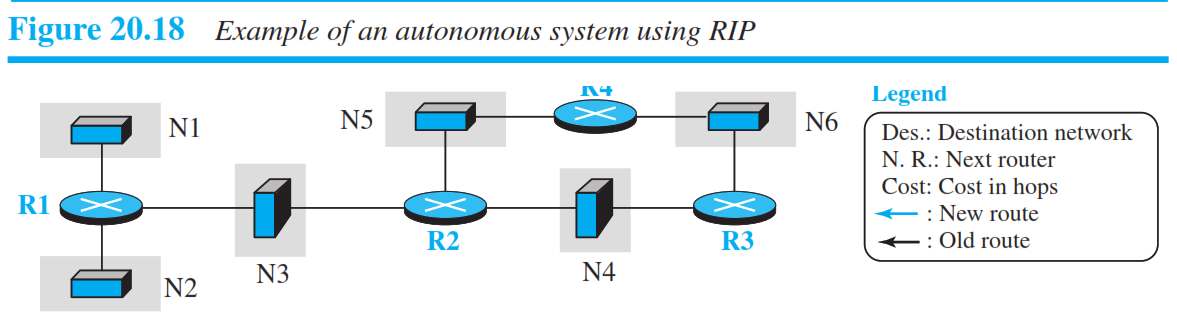 Figure 20.18 Example of an autonomous system using RIP
R4
Legend
N1
N5
N6
Des.: Destination network
N. R.: Next router
Cost: Cost in hops
: New route
: Old route
R1
R2
R3
N3
N4
N2